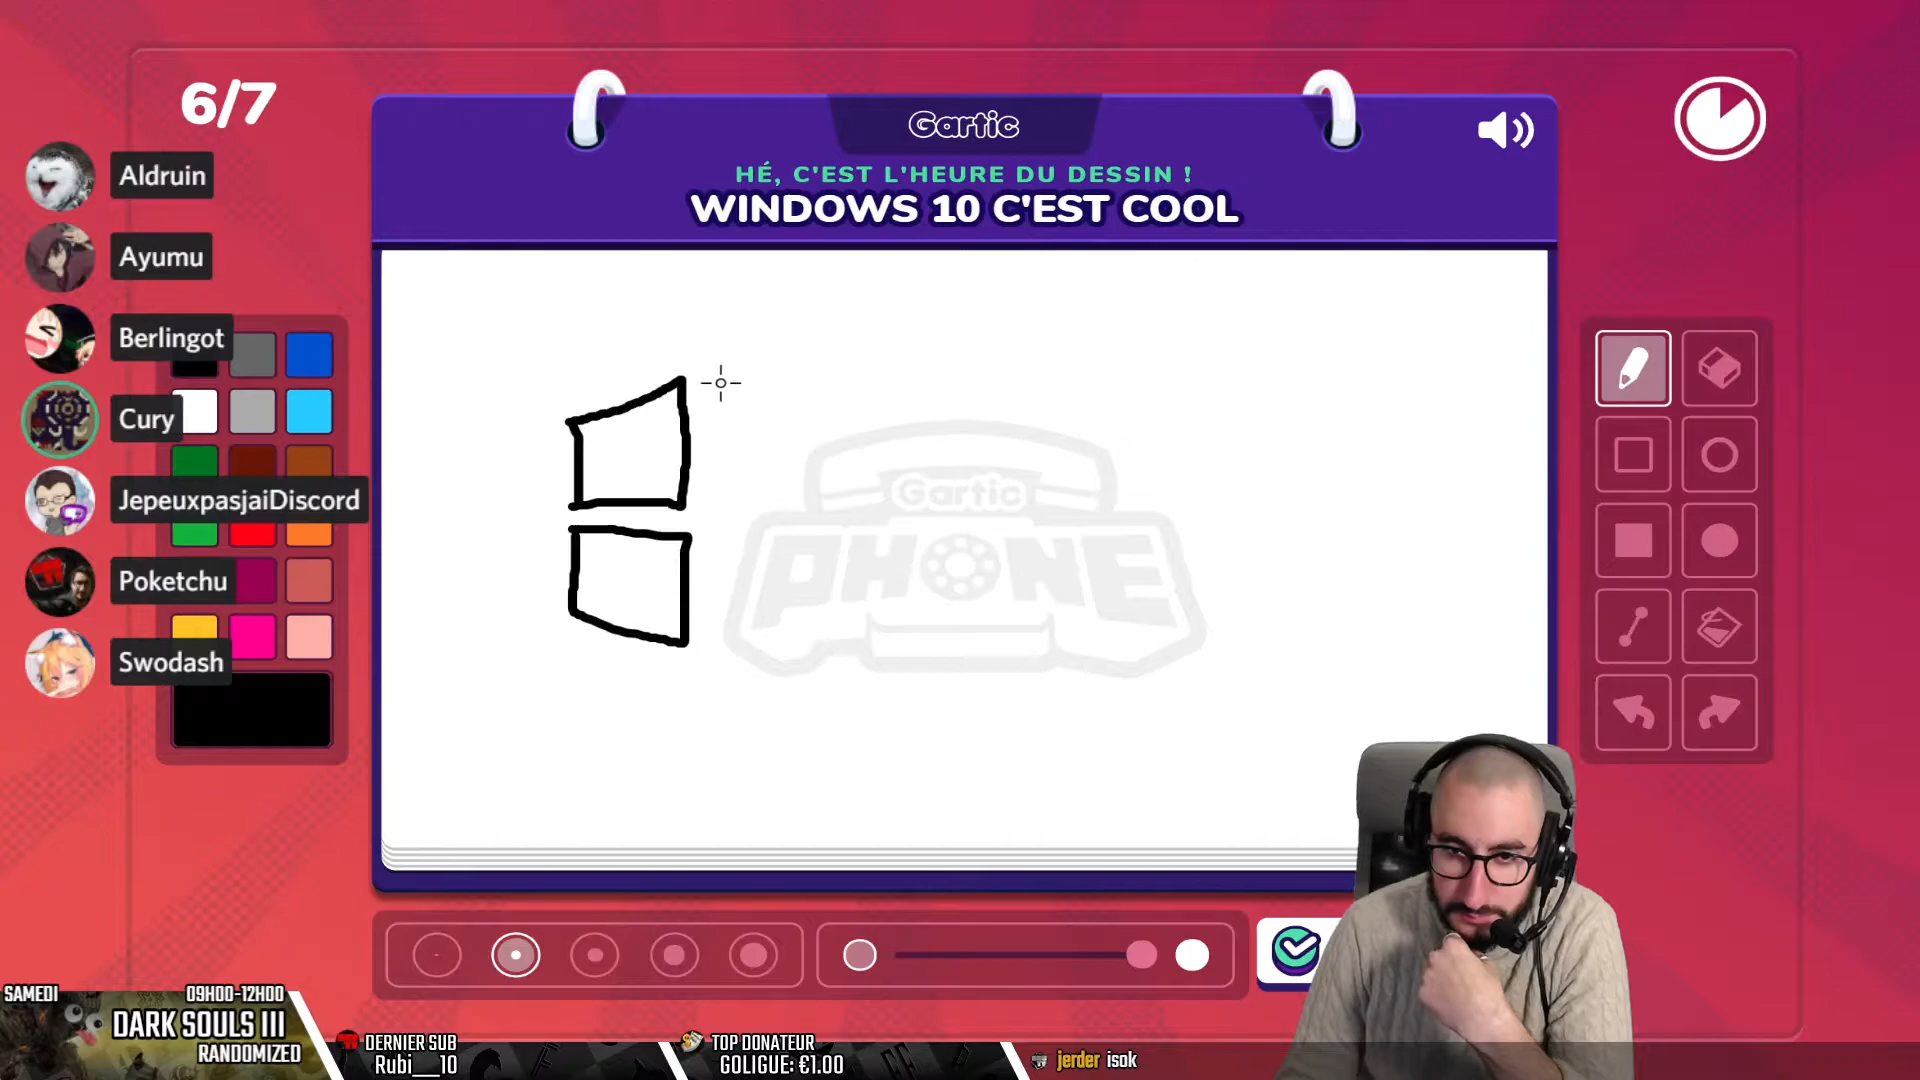 6/7
Gartic
HÉ, C'EST L'HEURE DU DESSIN !
WINDOWS 10 C'EST COOL
Aldruin
Ayumu
Berlingot
Cury
JepeuxpasjaiDiscord
Poketchu
Swodash
Gartic
PHONE
SAMEDI 09H00-12H00
DARK SOULS III
RANDOMIZED
DERNIER SUB
Rubi__10
TOP DONATEUR
GOLIGUE: €1.00
jerder isok